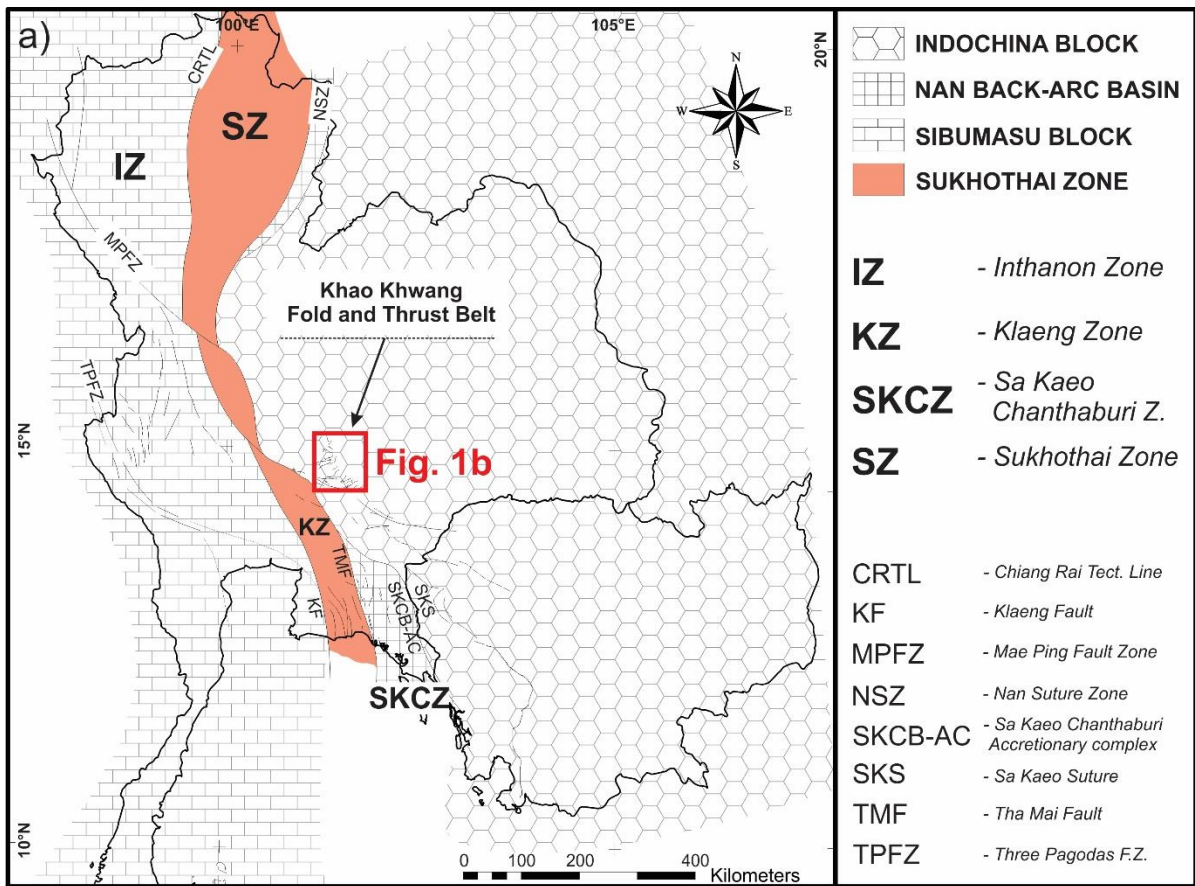 a)
100°E
105°E
20°N
CRTL
NSZ
SZ
IZ
N
W
E
S
MPFZ
Khao Khwang
Fold and Thrust Belt
TPFZ
15°N
Fig. 1b
KZ
TMF
KF
SKCB-AC
SKS
SKCZ
10°N
0 100 200 400
Kilometers
INDOCHINA BLOCK
NAN BACK-ARC BASIN
SIBUMASU BLOCK
SUKHOTHAI ZONE
IZ - Inthanon Zone
KZ - Klaeng Zone
SKCZ - Sa Kaeo
Chanthaburi Z.
SZ - Sukhothai Zone
CRTL - Chiang Rai Tect. Line
KF - Klaeng Fault
MPFZ - Mae Ping Fault Zone
NSZ - Nan Suture Zone
SKCB-AC - Sa Kaeo Chanthaburi
Accretionary complex
SKS - Sa Kaeo Suture
TMF - Tha Mai Fault
TPFZ - Three Pagodas F.Z.